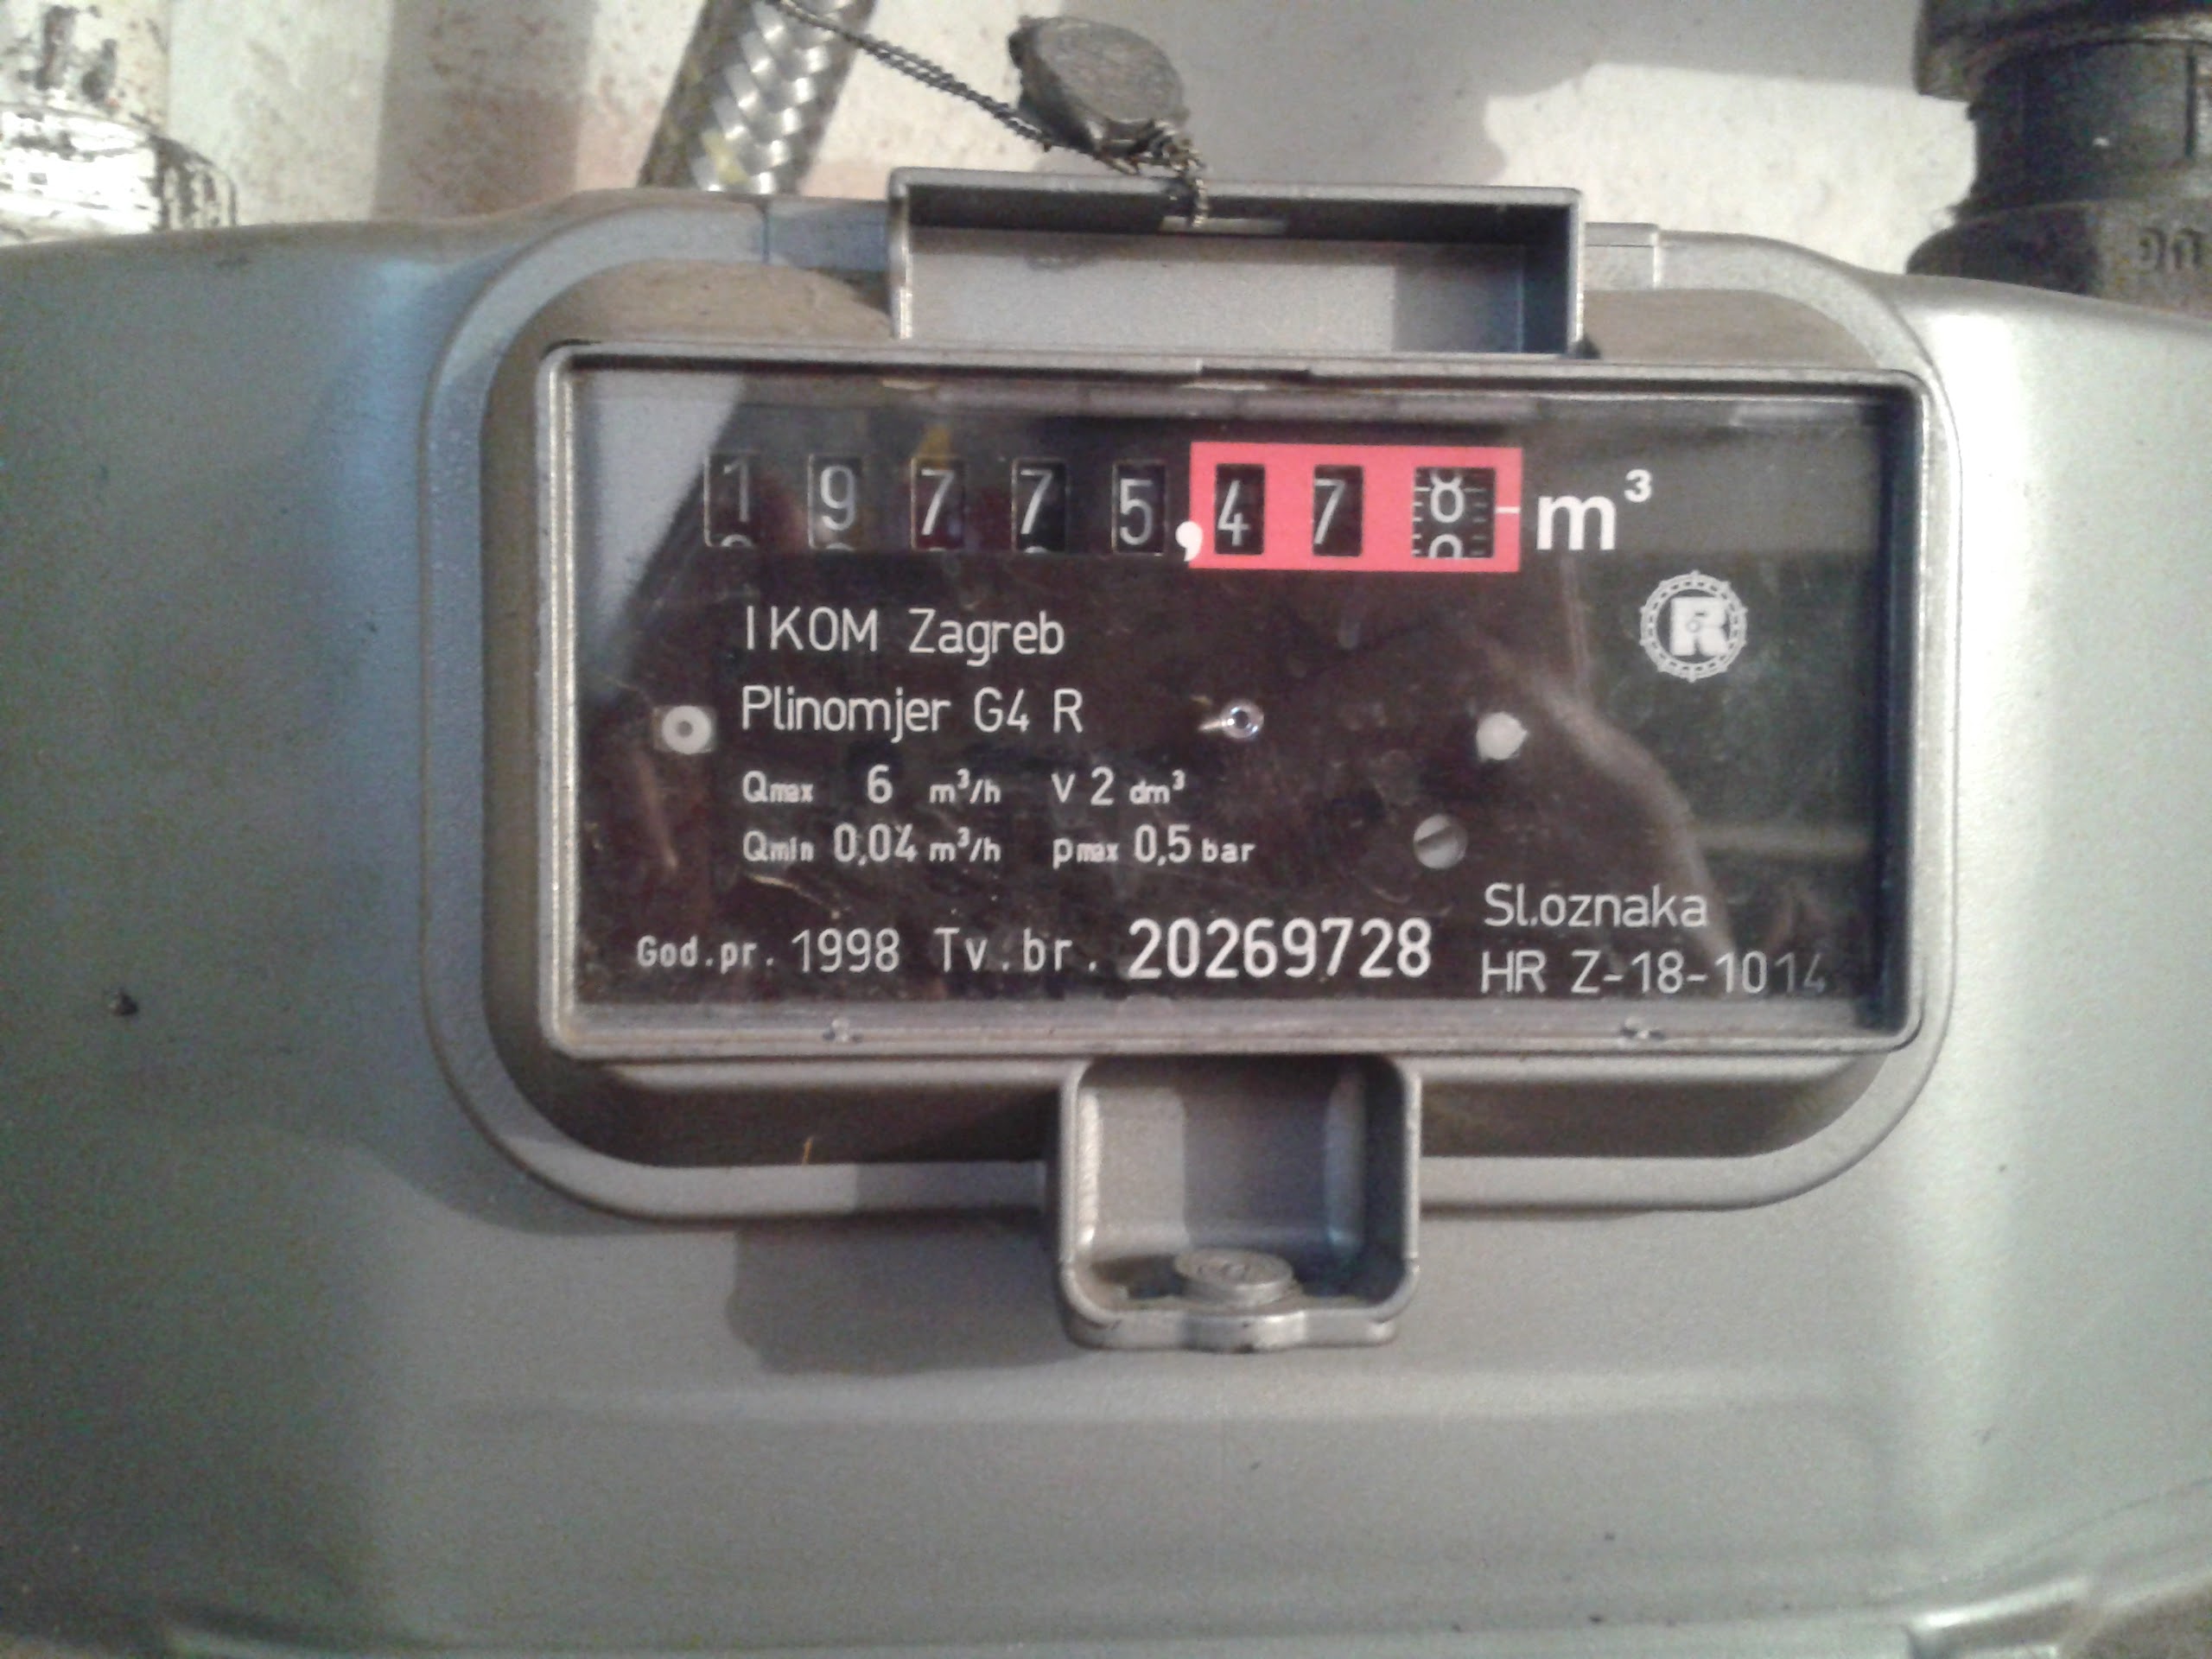 19775,478 m³
R
IKOM Zagreb
Plinomjer G4 R
Qmax 6 m³/h V 2 dm³
Qmin 0,04 m³/h pmax 0,5 bar
God.pr. 1998 Tv.br. 20269728
Sl.oznaka
HR Z-18-1014